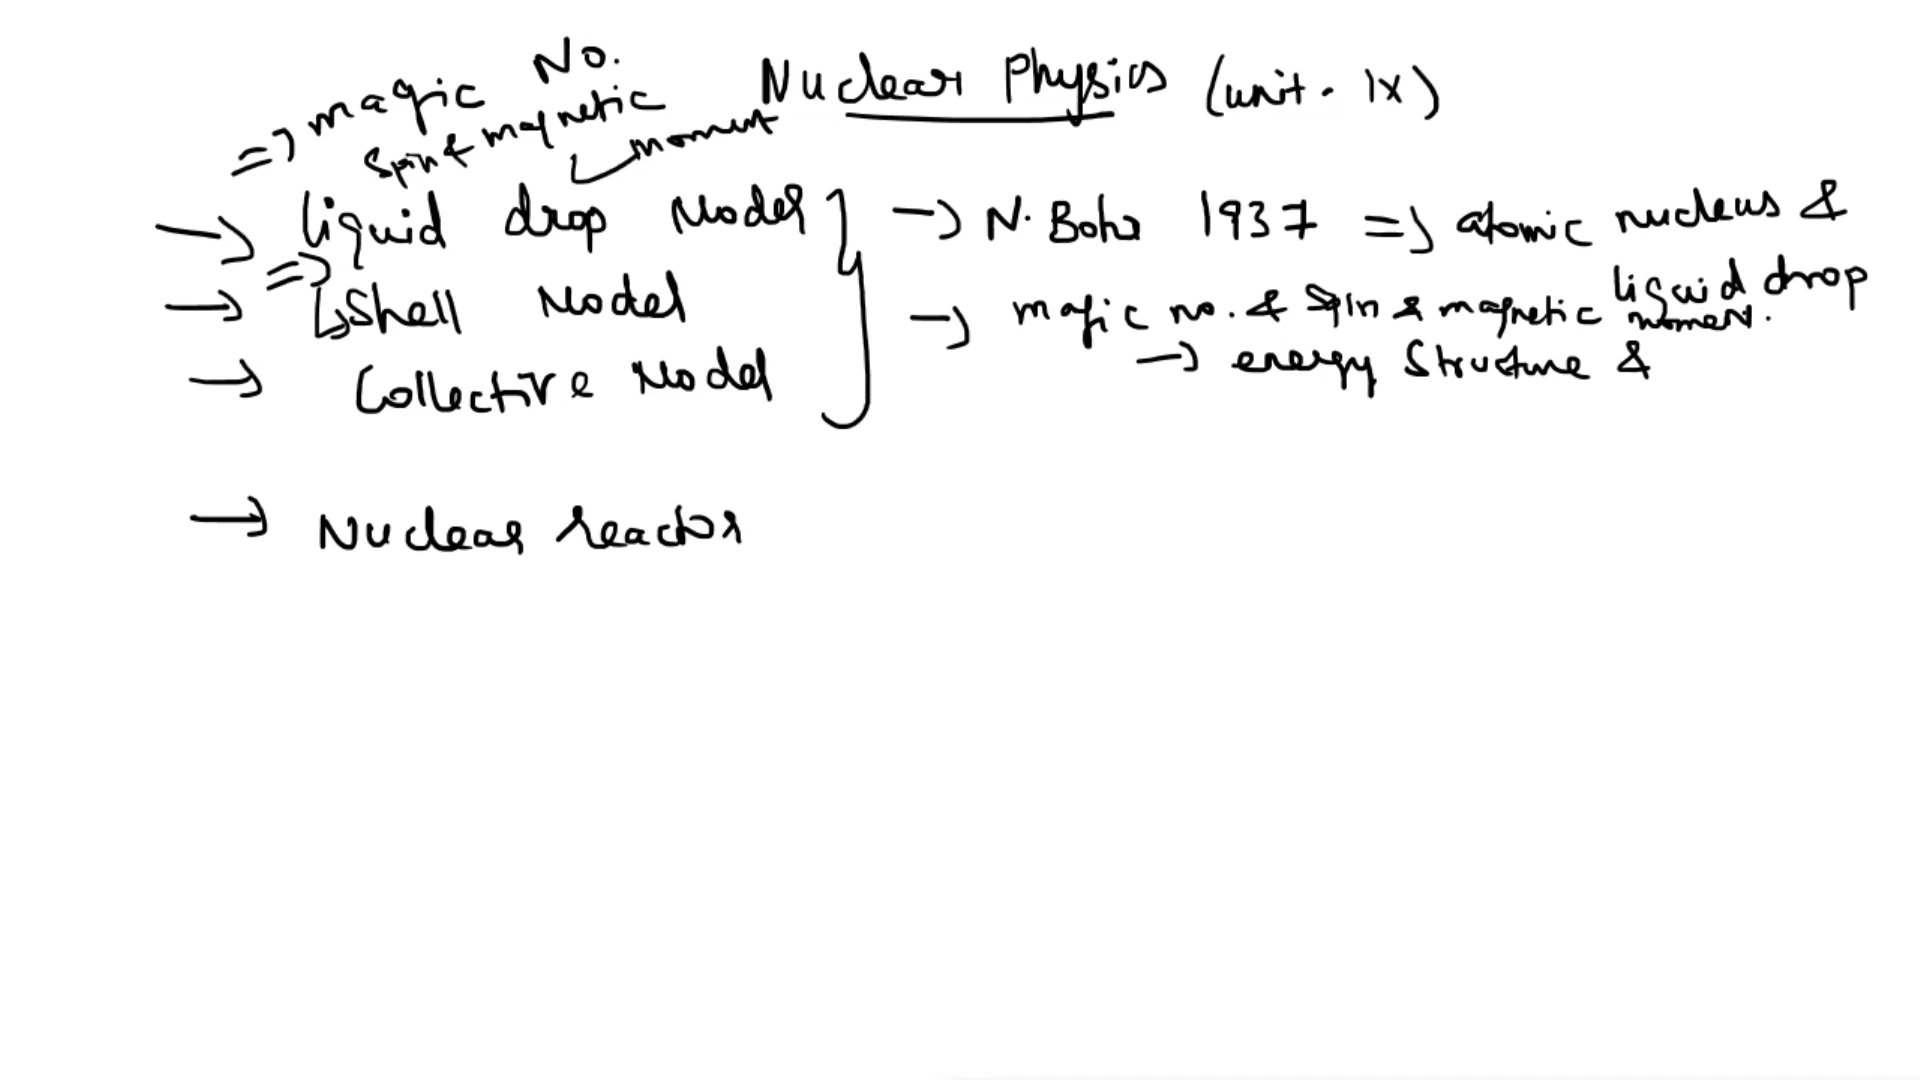 Nuclear Physics (unit. IX)
=> magic No.
Spin & magnetic moment
→ liquid drop Model → N. Bohr 1937 => atomic nucleus & liquid drop
=> ↳ Shell Model → magic no. & Spin & magnetic moment.
→ Collective Model → energy Structure &
→ Nuclear reactor